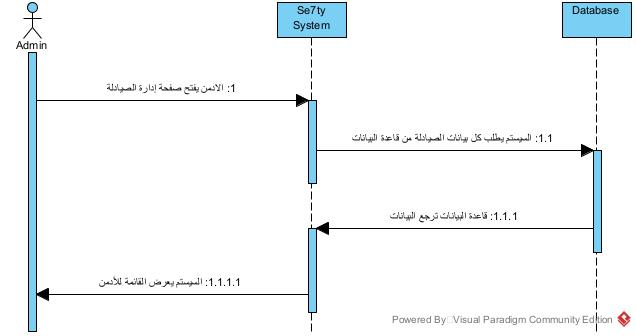 Se7ty
System
Database
Admin
1: الادمن يفتح صفحة إدارة الصيادلة
1.1: السيستم يطلب كل بيانات الصيادلة من قاعدة البيانات
1.1.1: قاعدة البيانات ترجع البيانات
1.1.1.1: السيستم يعرض القائمة للأدمن
Powered By Visual Paradigm Community Edition